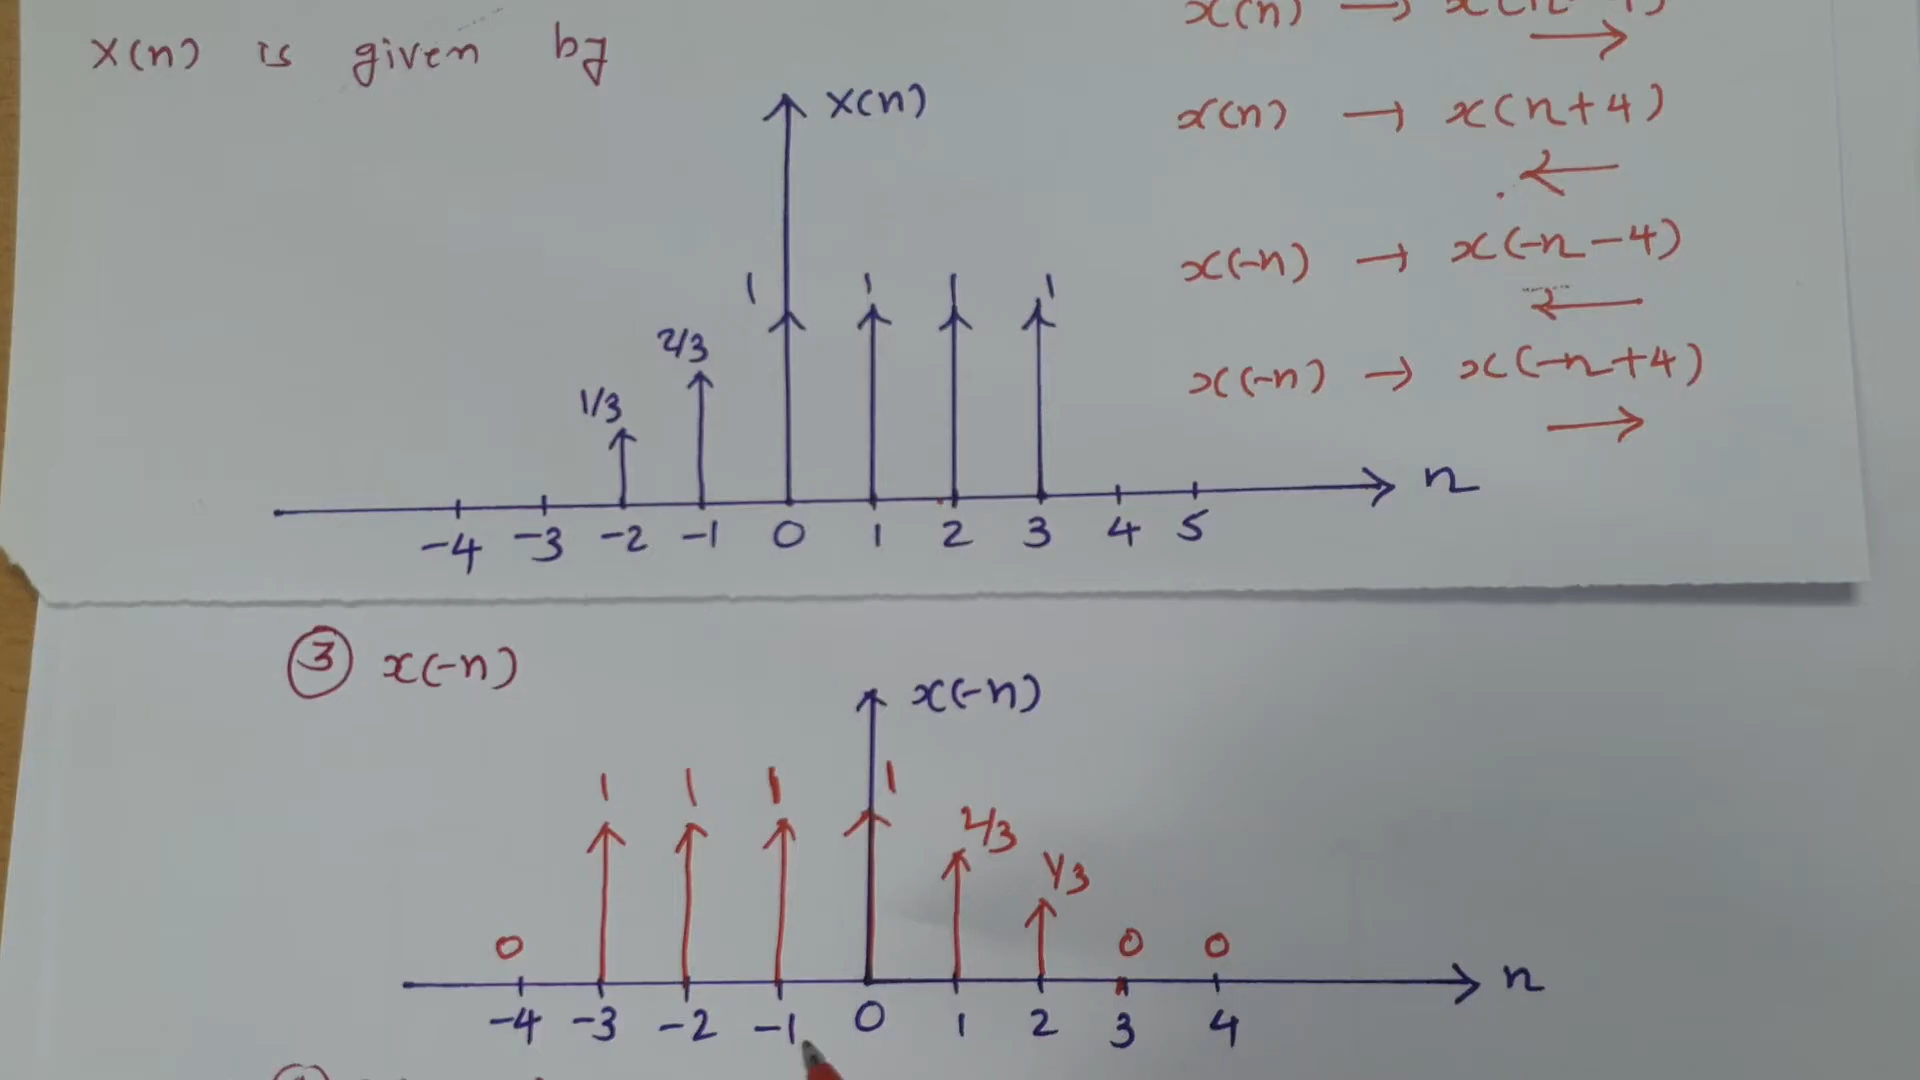 x(n) is given by
x(n)
1 1 1 1
2/3
1/3
-4 -3 -2 -1 0 1 2 3 4 5
n
x(n) →
x(n) → x(n+4)
←
x(-n) → x(-n-4)
←
x(-n) → x(-n+4)
→
③ x(-n)
x(-n)
1 1 1 1
2/3
1/3
0 0 0
-4 -3 -2 -1 0 1 2 3 4
n